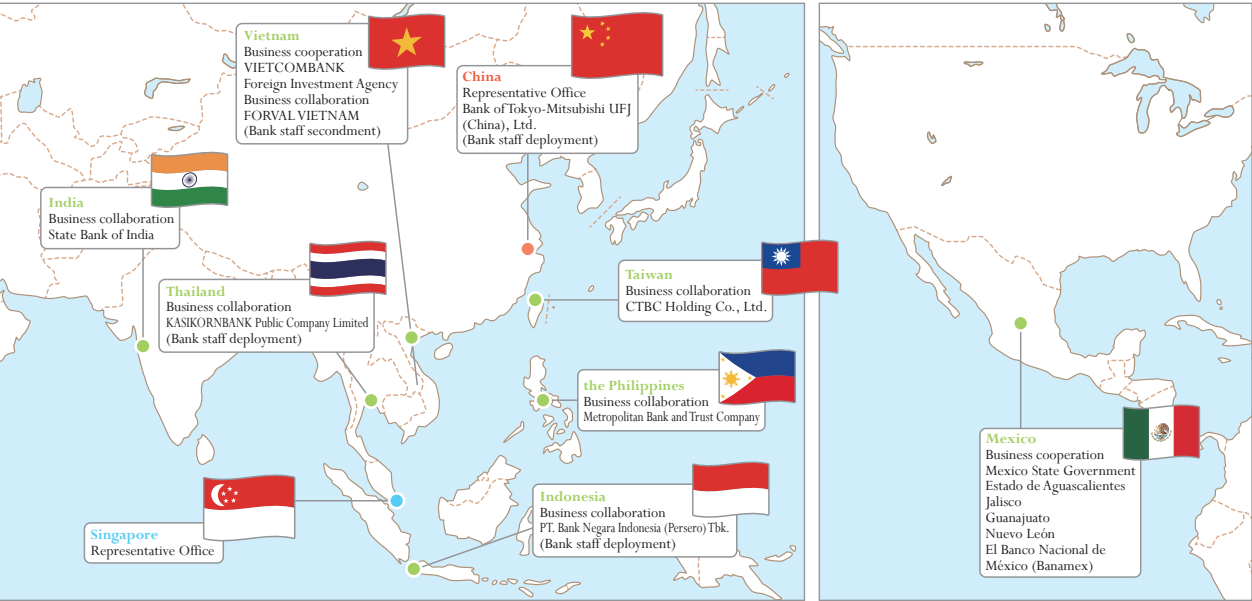 Vietnam
Business cooperation
VIETCOMBANK
Foreign Investment Agency
Business collaboration
FORVAL VIETNAM
(Bank staff secondment)
China
Representative Office
Bank of Tokyo-Mitsubishi UFJ
(China), Ltd.
(Bank staff deployment)
India
Business collaboration
State Bank of India
Thailand
Business collaboration
KASIKORNBANK Public Company Limited
(Bank staff deployment)
Taiwan
Business collaboration
CTBC Holding Co., Ltd.
the Philippines
Business collaboration
Metropolitan Bank and Trust Company
Indonesia
Business collaboration
PT. Bank Negara Indonesia (Persero) Tbk.
(Bank staff deployment)
Singapore
Representative Office
Mexico
Business cooperation
Mexico State Government
Estado de Aguascalientes
Jalisco
Guanajuato
Nuevo León
El Banco Nacional de
México (Banamex)